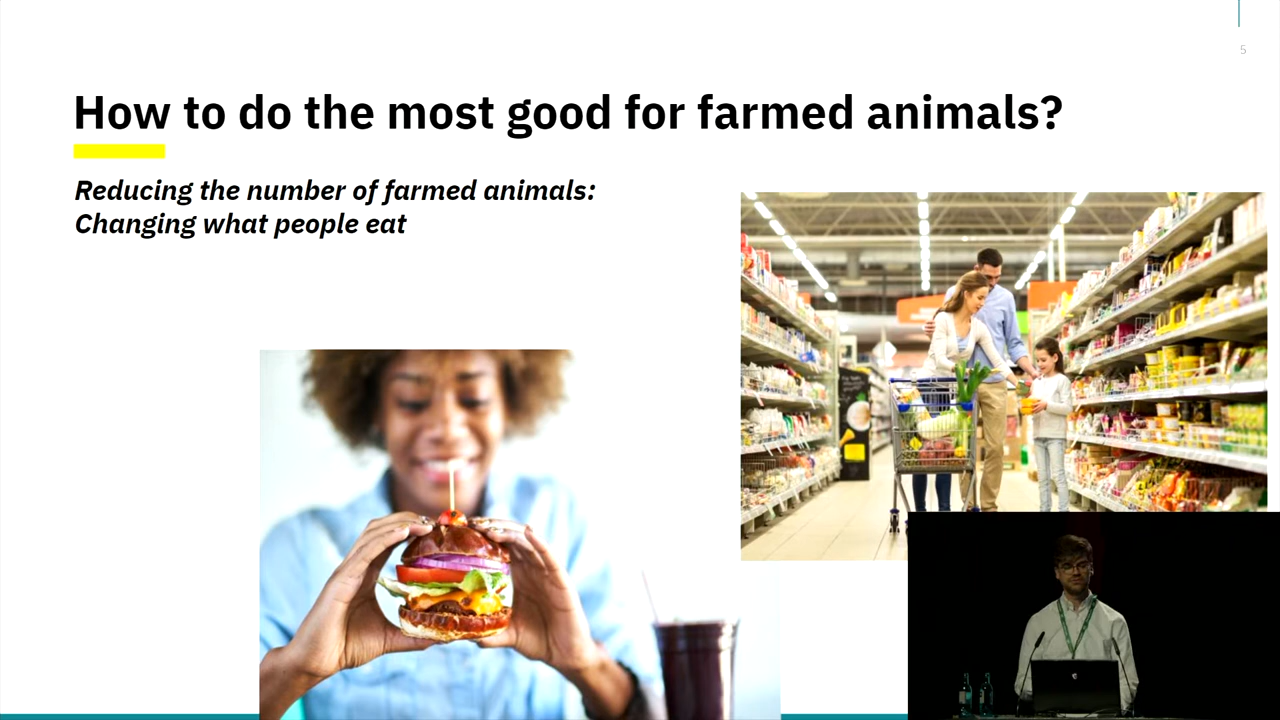 5
How to do the most good for farmed animals?
Reducing the number of farmed animals:
Changing what people eat